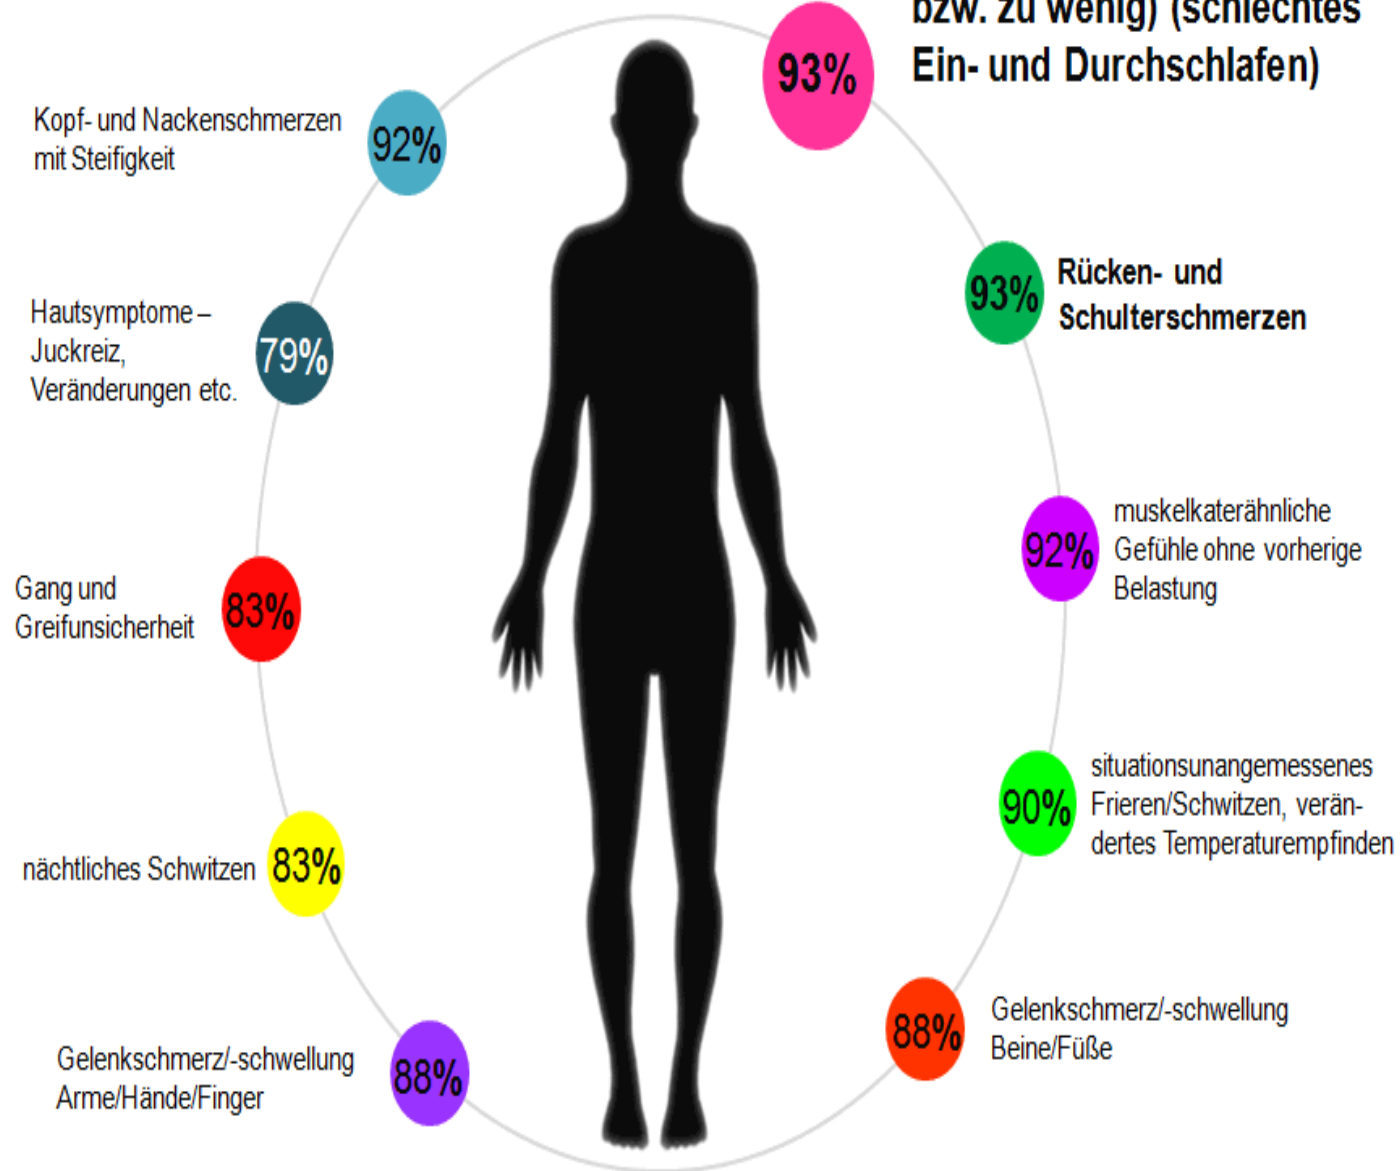 bzw. zu wenig) (schlechtes
Ein- und Durchschlafen)
93%
Kopf- und Nackenschmerzen
mit Steifigkeit
92%
Rücken- und
Schulterschmerzen
93%
Hautsymptome –
Juckreiz,
Veränderungen etc.
79%
muskelkaterähnliche
Gefühle ohne vorherige
Belastung
92%
Gang und
Greifunsicherheit
83%
situationsunangemessenes
Frieren/Schwitzen, verän-
dertes Temperaturempfinden
90%
nächtliches Schwitzen
83%
Gelenkschmerz/-schwellung
Beine/Füße
88%
Gelenkschmerz/-schwellung
Arme/Hände/Finger
88%